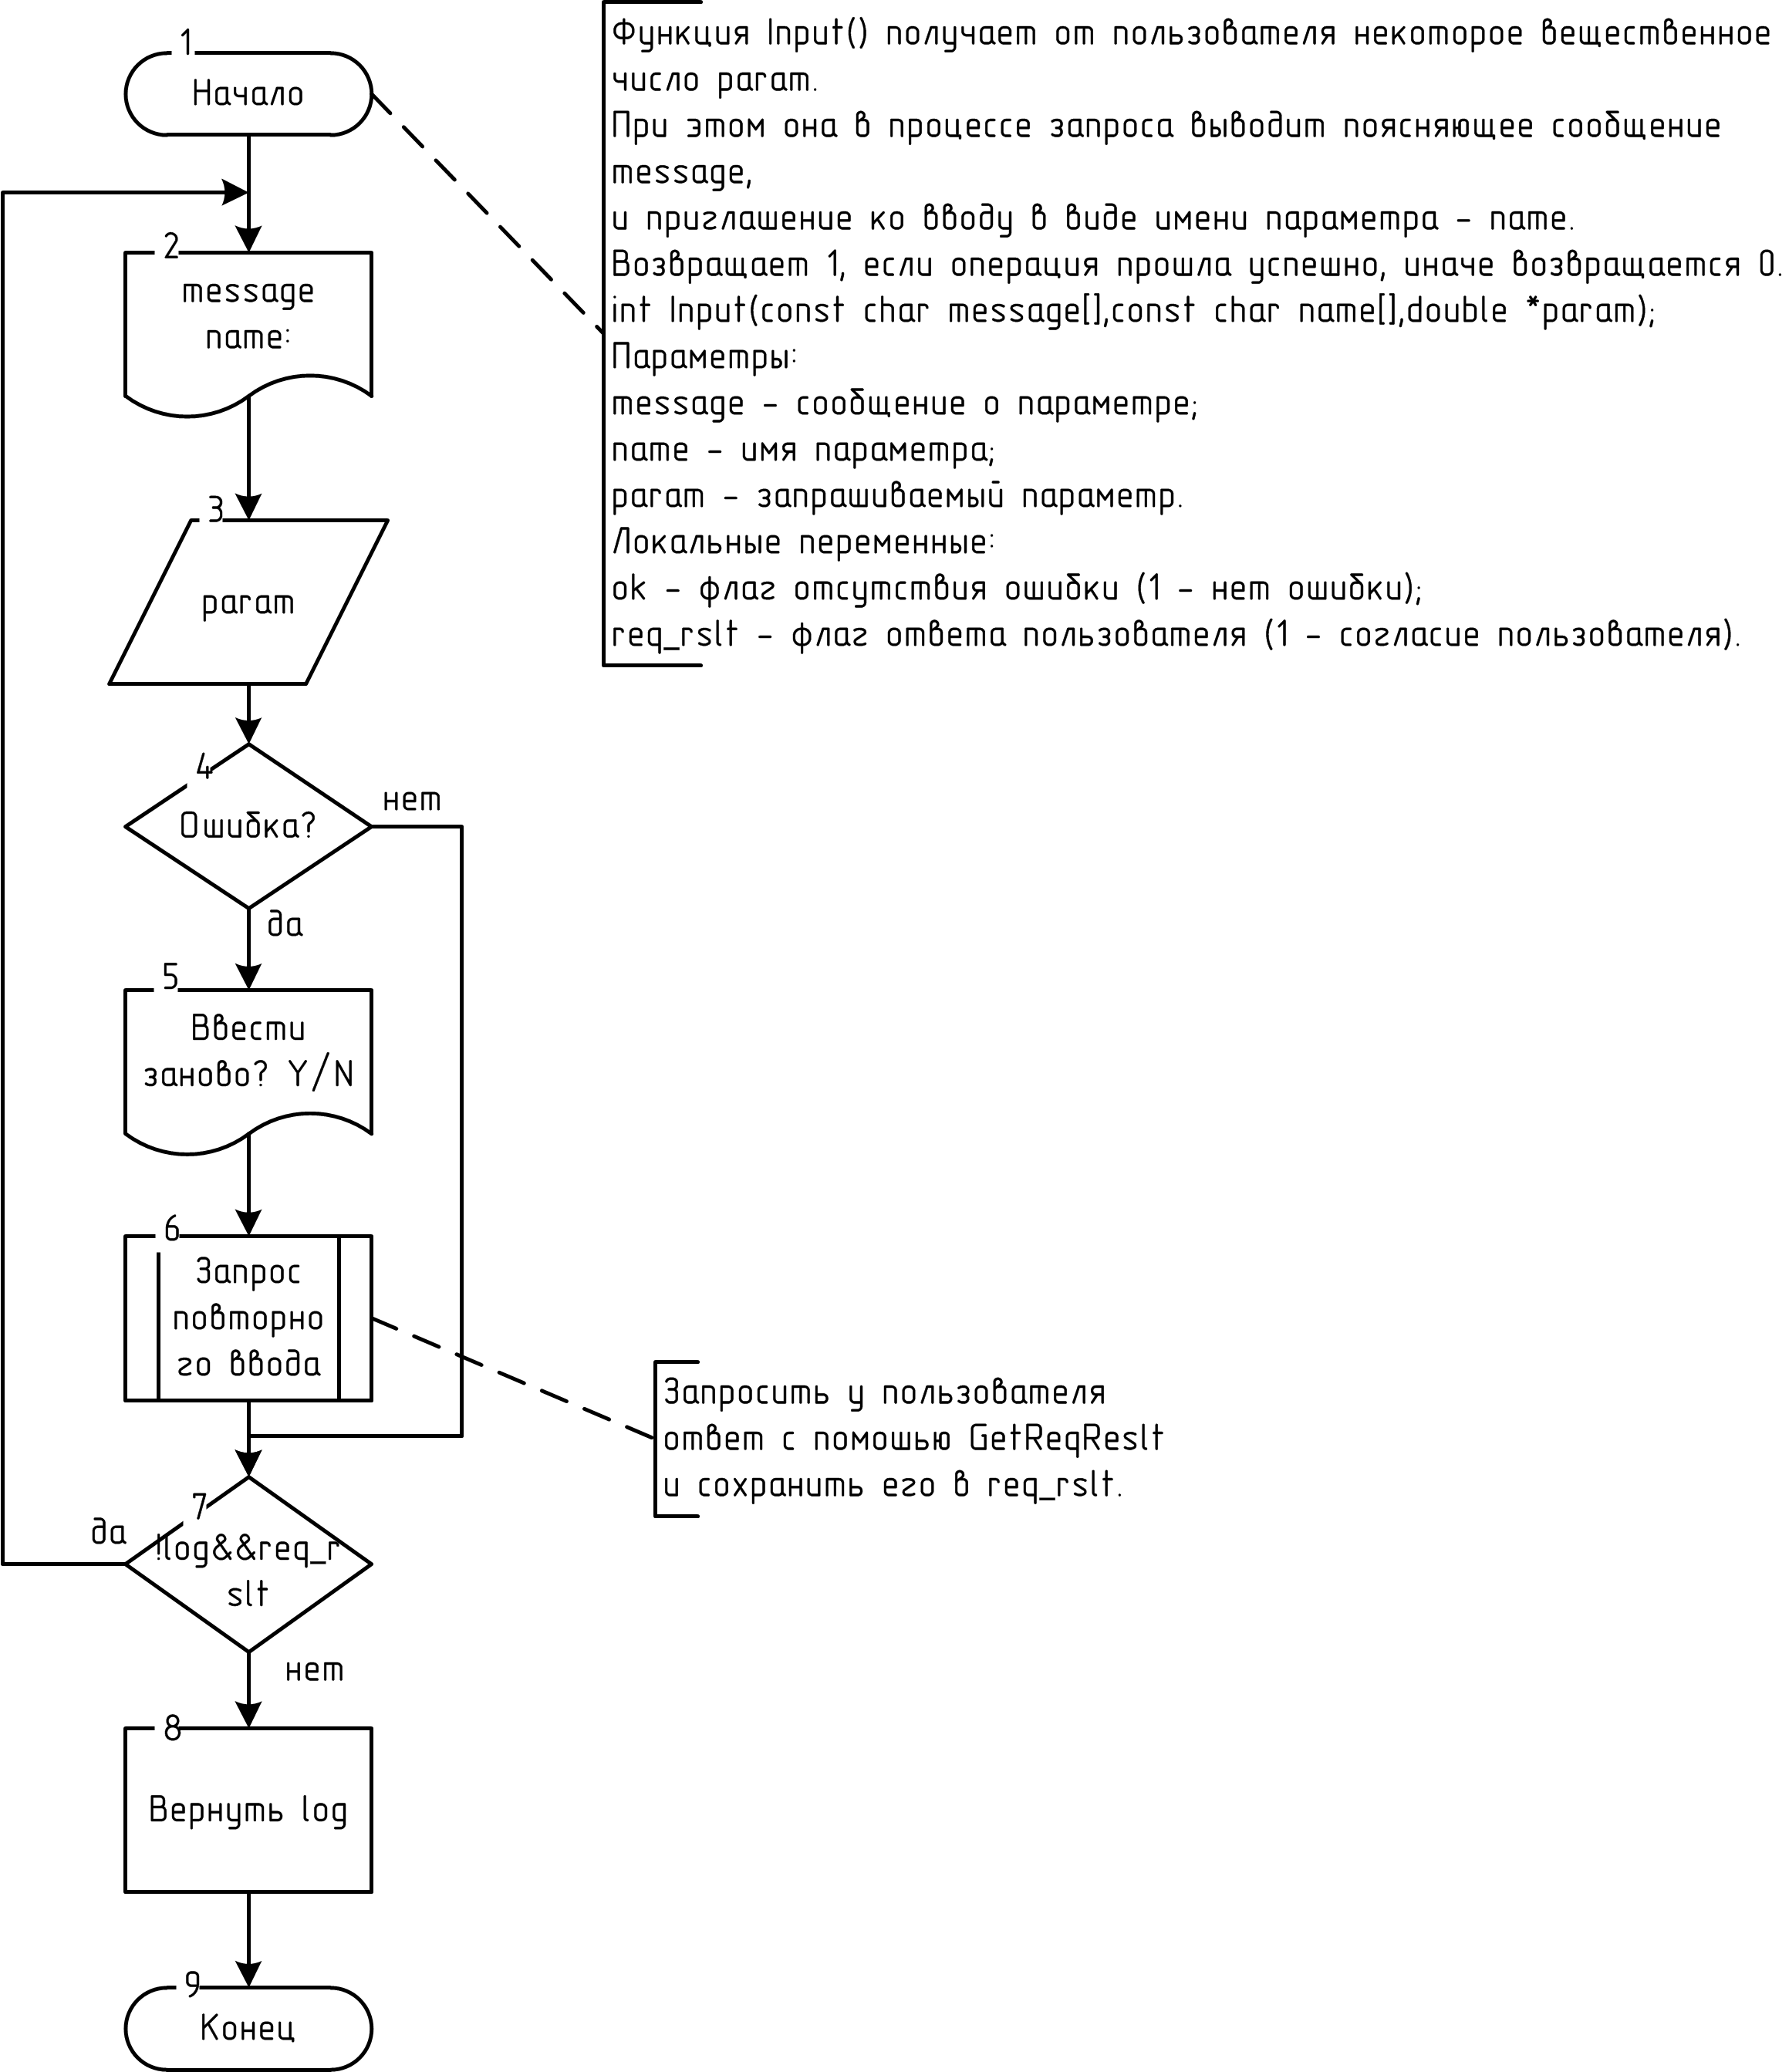 1
Начало
Функция Input() получает от пользователя некоторое вещественное
число param.
При этом она в процессе запроса выводит поясняющее сообщение
message,
и приглашение ко вводу в виде имени параметра - name.
Возвращает 1, если операция прошла успешно, иначе возвращается 0.
int Input(const char message[],const char name[],double *param);
Параметры:
message - сообщение о параметре;
name - имя параметра;
param - запрашиваемый параметр.
Локальные переменные:
ok - флаг отсутствия ошибки (1 - нет ошибки);
req_rslt - флаг ответа пользователя (1 - согласие пользователя).
2
message
name:
3
param
4
Ошибка?
нет
да
5
Ввести
заново? Y/N
6
Запрос
повторно
го ввода
Запросить у пользователя
ответ с помошью GetReqReslt
и сохранить его в req_rslt.
7
да
!log&&req_r
slt
нет
8
Вернуть log
9
Конец